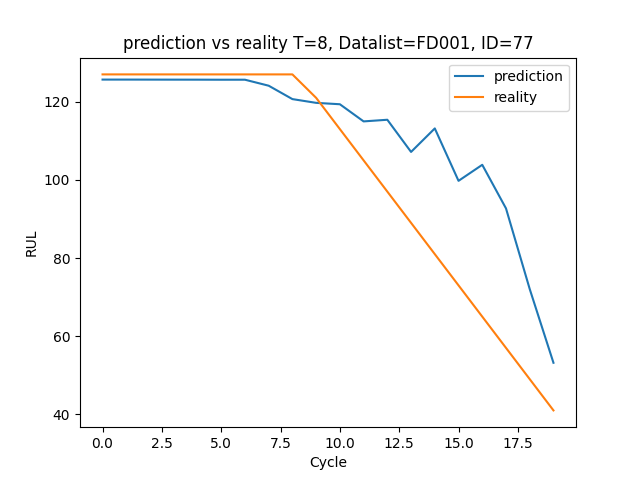 prediction vs reality T=8, Datalist=FD001, ID=77
prediction
reality
120
100
80
60
40
RUL
0.0 2.5 5.0 7.5 10.0 12.5 15.0 17.5
Cycle